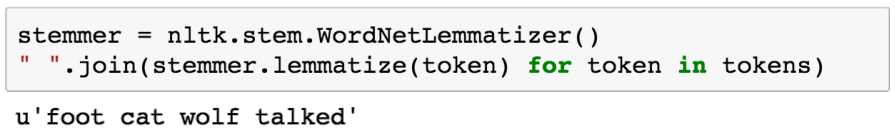 stemmer = nltk.stem.WordNetLemmatizer()
" ".join(stemmer.lemmatize(token) for token in tokens)
u'foot cat wolf talked'